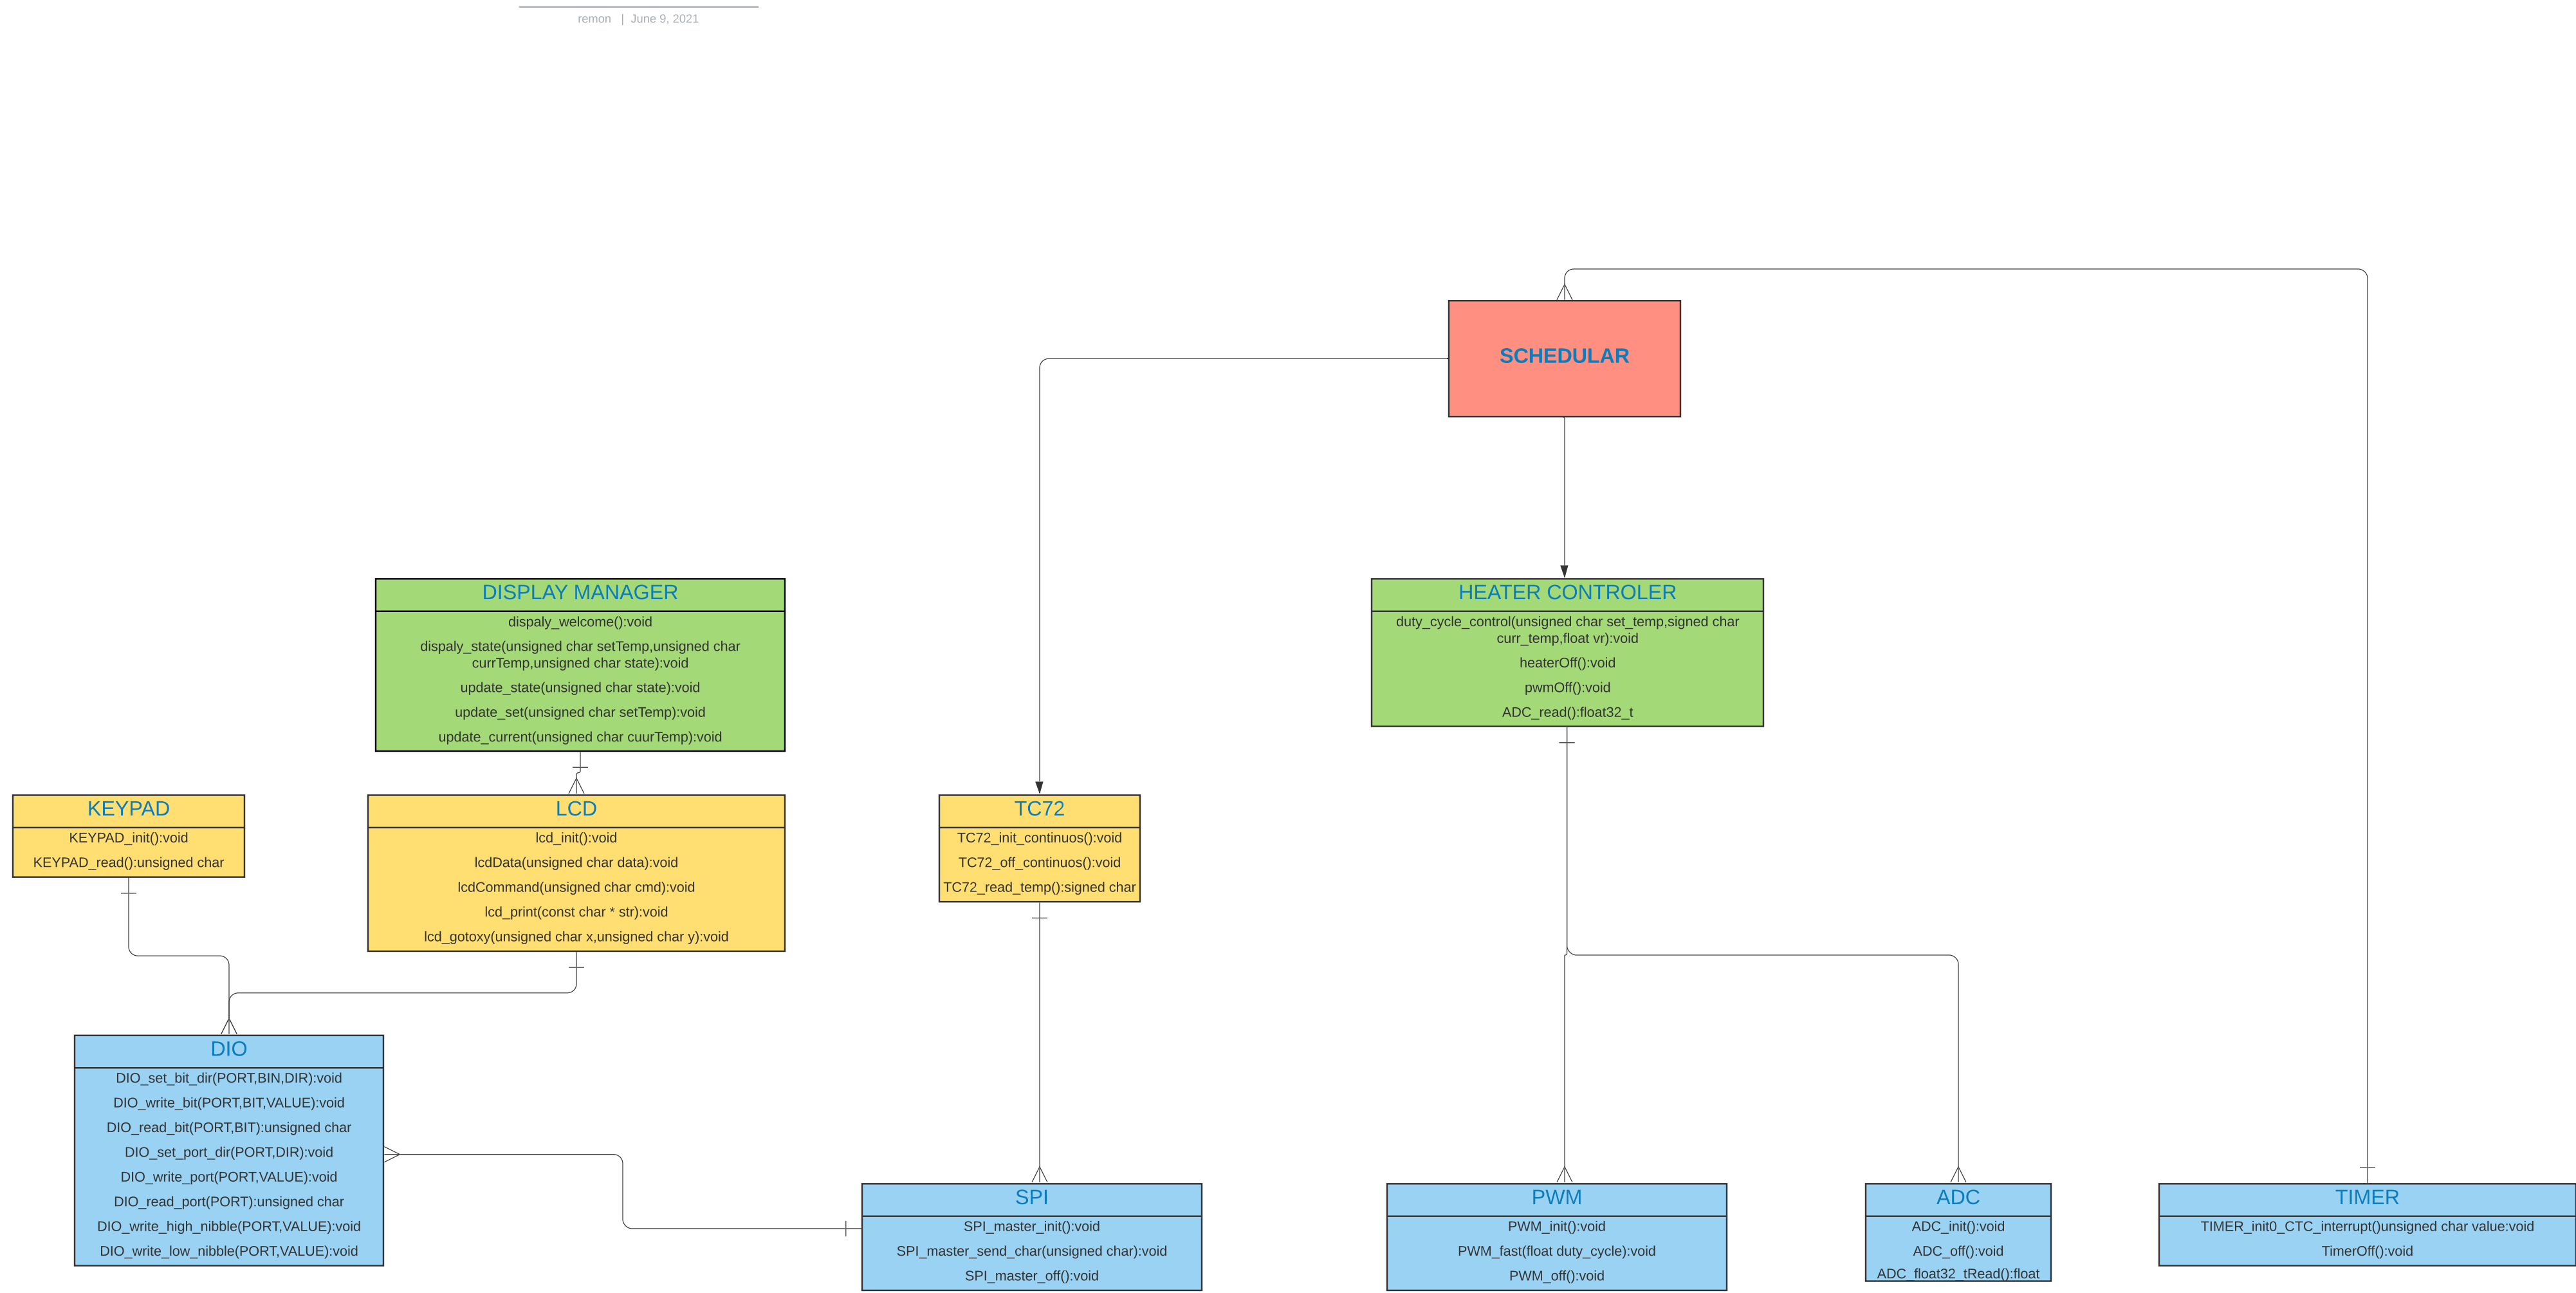 remon | June 9, 2021
SCHEDULAR
DISPLAY MANAGER
dispaly_welcome():void
dispaly_state(unsigned char setTemp,unsigned char
currTemp,unsigned char state):void
update_state(unsigned char state):void
update_set(unsigned char setTemp):void
update_current(unsigned char cuurTemp):void
HEATER CONTROLER
duty_cycle_control(unsigned char set_temp,signed char
curr_temp,float vr):void
heaterOff():void
pwmOff():void
ADC_read():float32_t
KEYPAD
KEYPAD_init():void
KEYPAD_read():unsigned char
LCD
lcd_init():void
lcdData(unsigned char data):void
lcdCommand(unsigned char cmd):void
lcd_print(const char * str):void
lcd_gotoxy(unsigned char x,unsigned char y):void
TC72
TC72_init_continuos():void
TC72_off_continuos():void
TC72_read_temp():signed char
DIO
DIO_set_bit_dir(PORT,BIN,DIR):void
DIO_write_bit(PORT,BIT,VALUE):void
DIO_read_bit(PORT,BIT):unsigned char
DIO_set_port_dir(PORT,DIR):void
DIO_write_port(PORT,VALUE):void
DIO_read_port(PORT):unsigned char
DIO_write_high_nibble(PORT,VALUE):void
DIO_write_low_nibble(PORT,VALUE):void
SPI
SPI_master_init():void
SPI_master_send_char(unsigned char):void
SPI_master_off():void
PWM
PWM_init():void
PWM_fast(float duty_cycle):void
PWM_off():void
ADC
ADC_init():void
ADC_off():void
ADC_float32_tRead():float
TIMER
TIMER_init0_CTC_interrupt()unsigned char value:void
TimerOff():void